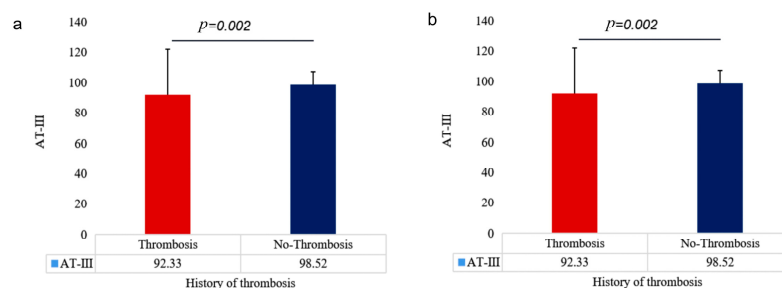 a
p=0.002
140
120
100
80
60
40
20
0
AT-III
Thrombosis No-Thrombosis
AT-III 92.33 98.52
History of thrombosis
b
p=0.002
140
120
100
80
60
40
20
0
AT-III
Thrombosis No-Thrombosis
AT-III 92.33 98.52
History of thrombosis